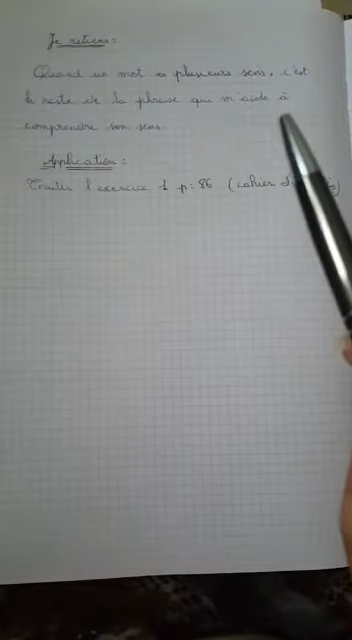 Je retiens :
Quand un mot a plusieurs sens, c'est
le reste de la phrase qui m'aide à
comprendre son sens
Application :
Traiter l'exercice 1 p: 86 (cahier